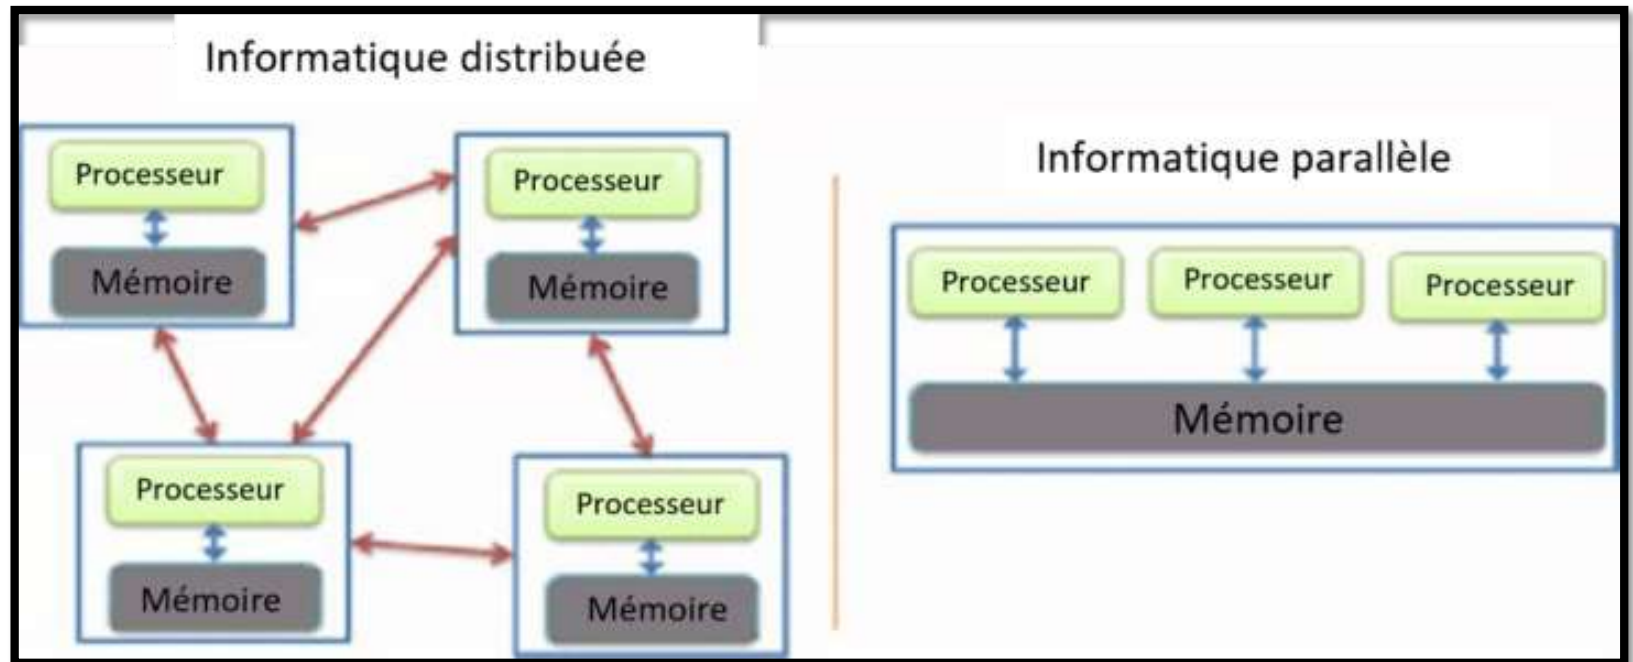 Informatique distribuée
Processeur
Mémoire
Processeur
Mémoire
Processeur
Mémoire
Processeur
Mémoire
Informatique parallèle
Processeur
Processeur
Processeur
Mémoire